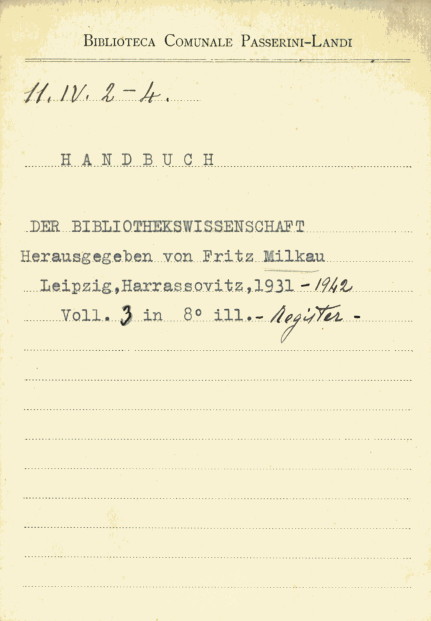 BIBLIOTECA COMUNALE PASSERINI-LANDI
11. IV. 2-4.
HANDBUCH
DER BIBLIOTHEKSWISSENSCHAFT
Herausgegeben von Fritz Milkau
Leipzig,Harrassovitz,1931 - 1942
Voll. 3 in 8° ill.- Register -